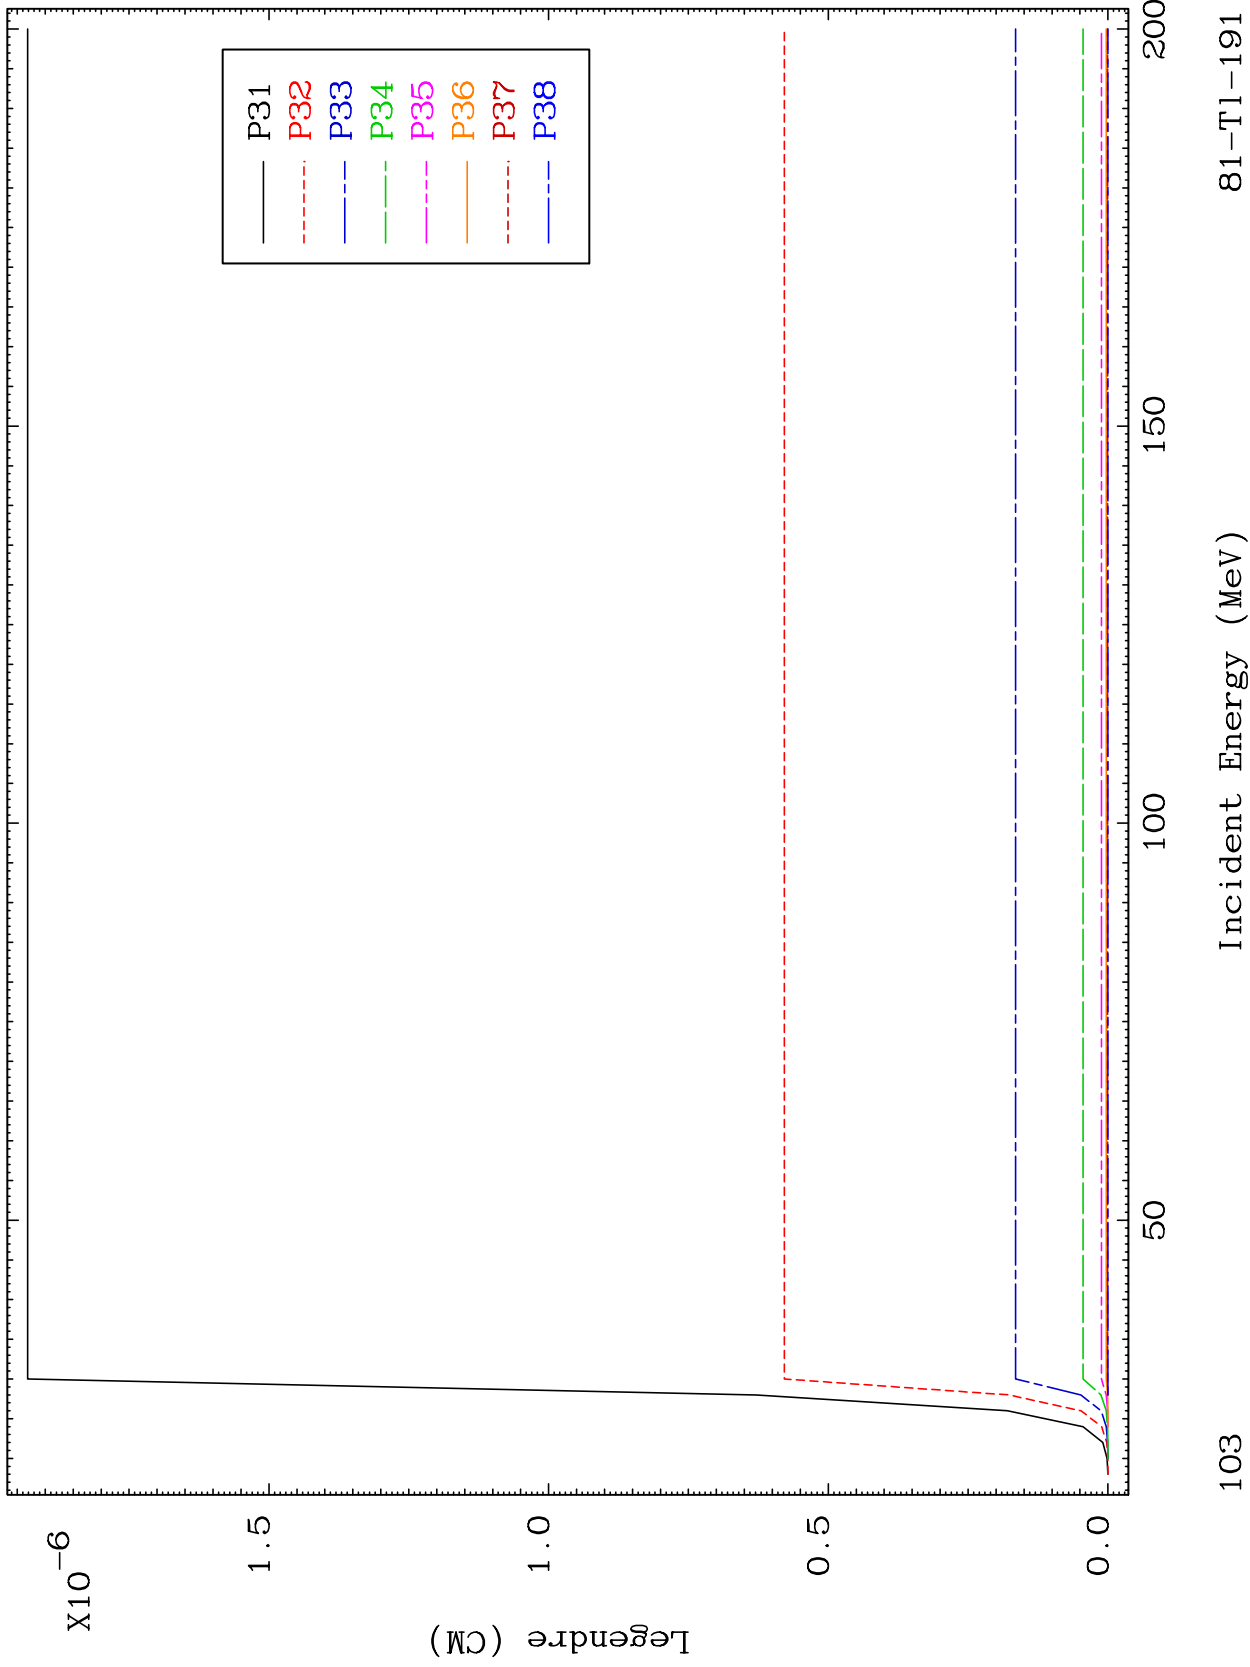 X10-6
1.5
1.0
0.5
0.0
Legendre (CM)
P31
P32
P33
P34
P35
P36
P37
P38
50
100
150
200
103
Incident Energy (MeV)
81-Tl-191